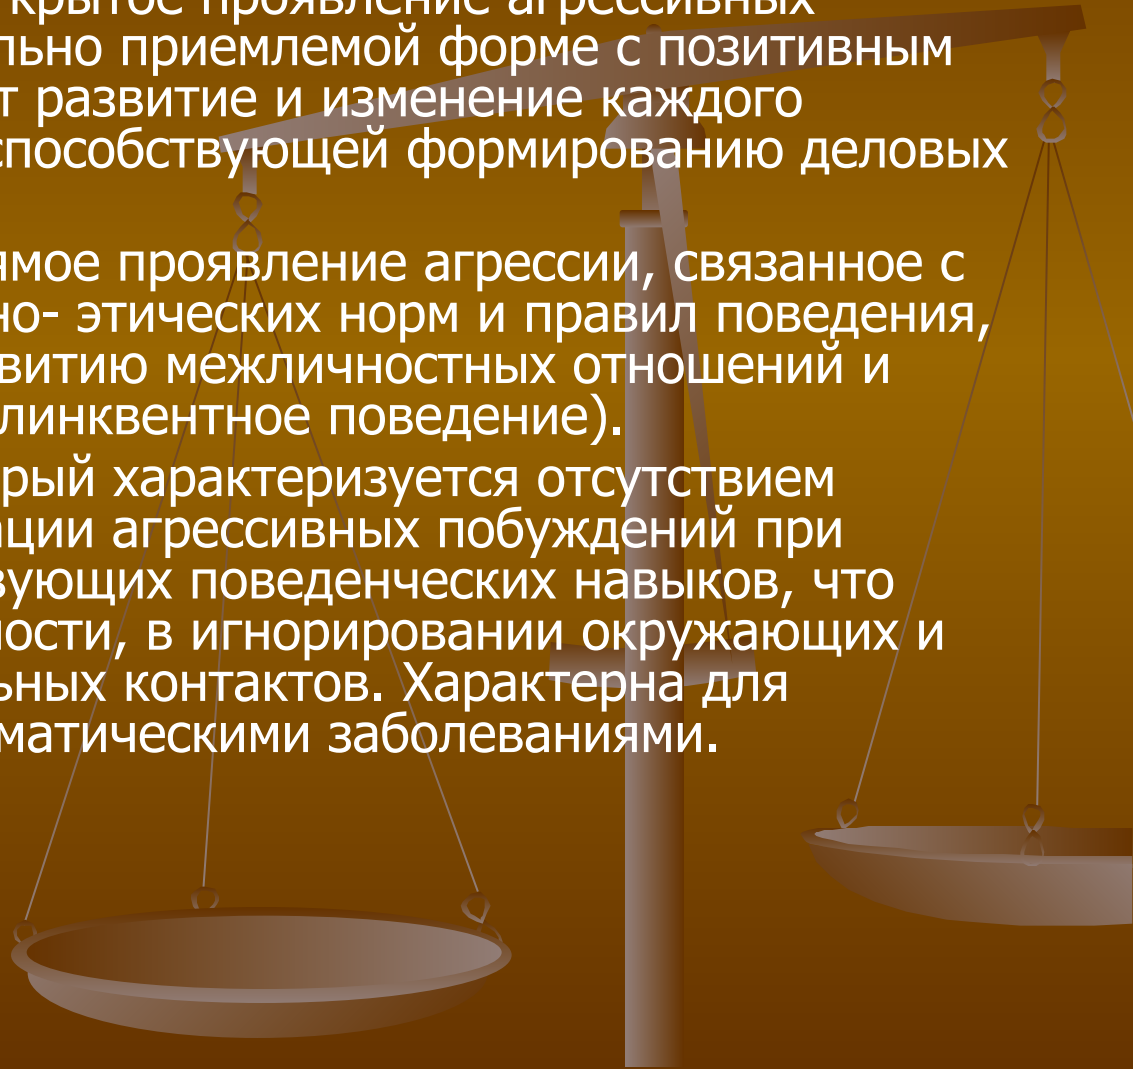 крытое проявление агрессивных
льно приемлемой форме с позитивным
т развитие и изменение каждого
способствующей формированию деловых
ямое проявление агрессии, связанное с
но- этических норм и правил поведения,
витию межличностных отношений и
линквентное поведение).
рый характеризуется отсутствием
ции агрессивных побуждений при
вующих поведенческих навыков, что
ности, в игнорировании окружающих и
ьных контактов. Характерна для
матическими заболеваниями.